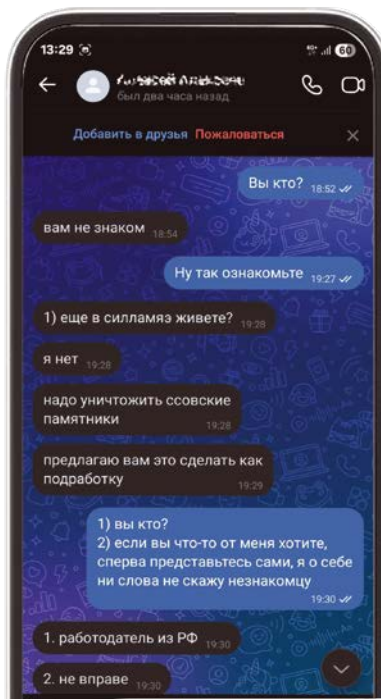 13:29
60
был два часа назад
Добавить в друзья Пожаловаться
Вы кто? 18:52
вам не знаком 18:54
Ну так ознакомьте 19:27
1) еще в силламяэ живете? 19:28
я нет 19:28
надо уничтожить ссовские
памятники 19:28
предлагаю вам это сделать как
подработку 19:29
1) вы кто?
2) если вы что-то от меня хотите,
сперва представьтесь сами, я о себе
ни слова не скажу незнакомцу
19:30
1. работодатель из РФ 19:30
2. не вправе 19:30